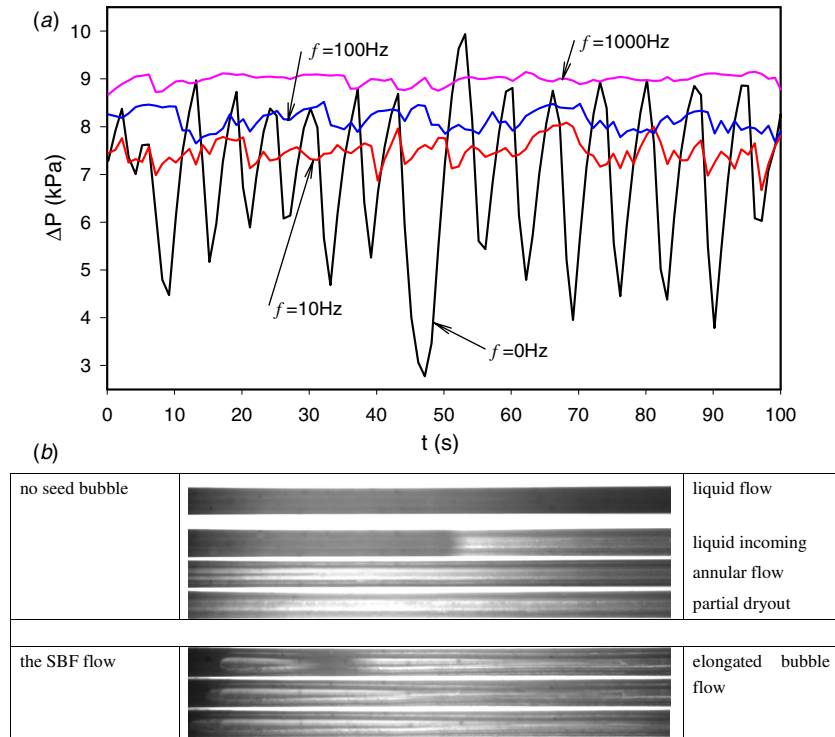 (a)
10
9
8
7
6
5
4
3
ΔP (kPa)
f=100Hz
f=1000Hz
f=10Hz
f=0Hz
0 10 20 30 40 50 60 70 80 90 100
t (s)
(b)
no seed bubble
liquid flow
liquid incoming
annular flow
partial dryout
the SBF flow
elongated bubble
flow